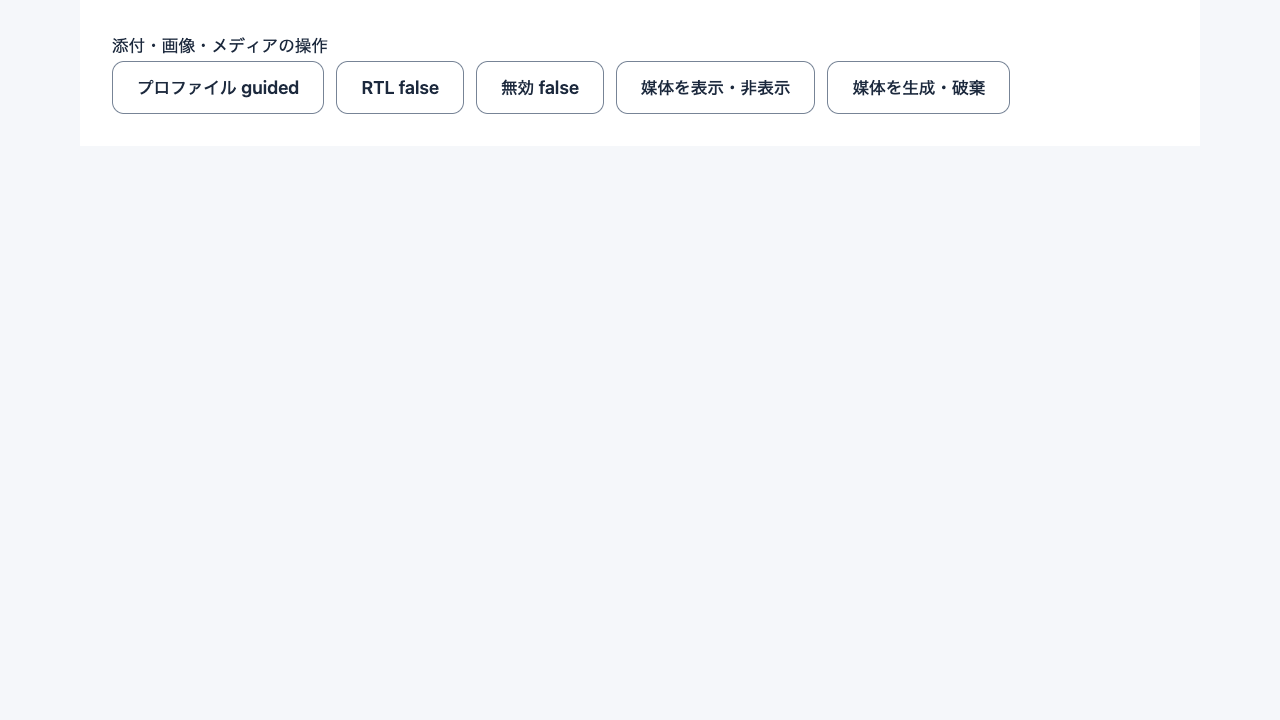 添付・画像・メディアの操作
プロファイル guided
RTL false
無効 false
媒体を表示・非表示
媒体を生成・破棄